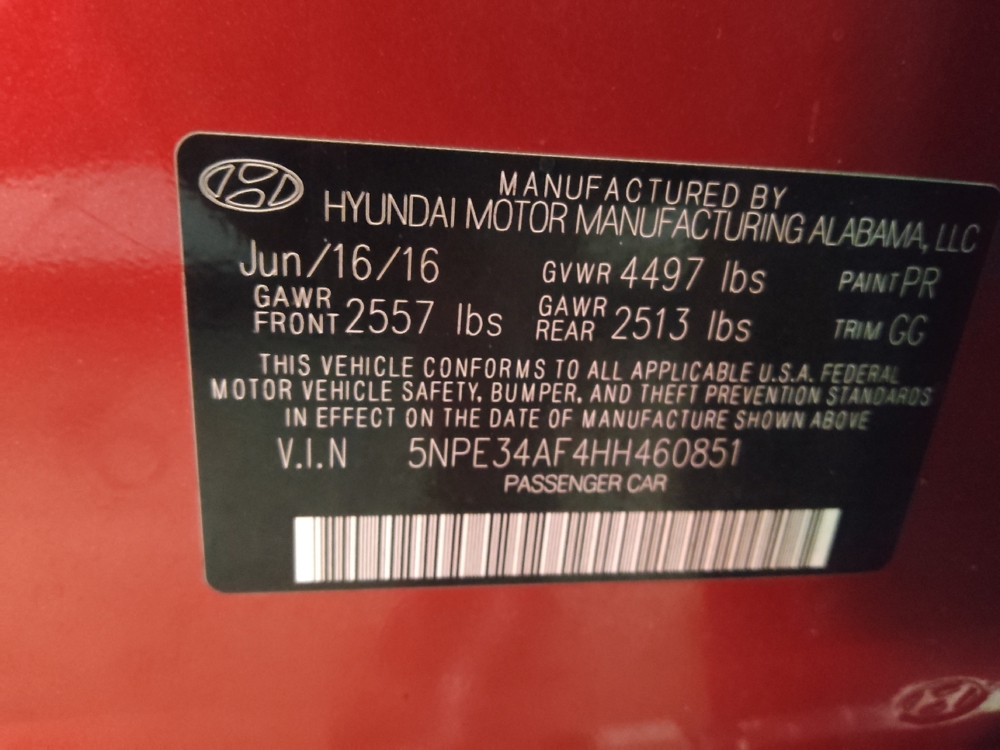 MANUFACTURED BY
HYUNDAI MOTOR MANUFACTURING ALABAMA, LLC
Jun/16/16 GVWR 4497 lbs PAINT PR
GAWR FRONT 2557 lbs GAWR REAR 2513 lbs TRIM GG
THIS VEHICLE CONFORMS TO ALL APPLICABLE U.S.A. FEDERAL
MOTOR VEHICLE SAFETY, BUMPER, AND THEFT PREVENTION STANDARDS
IN EFFECT ON THE DATE OF MANUFACTURE SHOWN ABOVE
V.I.N 5NPE34AF4HH460851
PASSENGER CAR